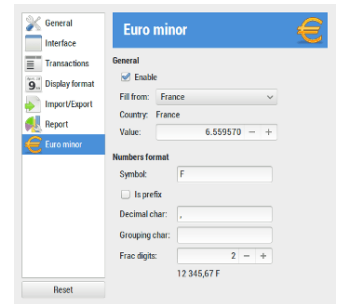 General
Interface
Transactions
Display format
Import/Export
Report
Euro minor
Reset
Euro minor
€
General
Enable
Fill from: France
Country: France
Value: 6.559570 − +
Numbers format
Symbol: F
Is prefix
Decimal char: ,
Grouping char:
Frac digits: 2 − +
12 345,67 F